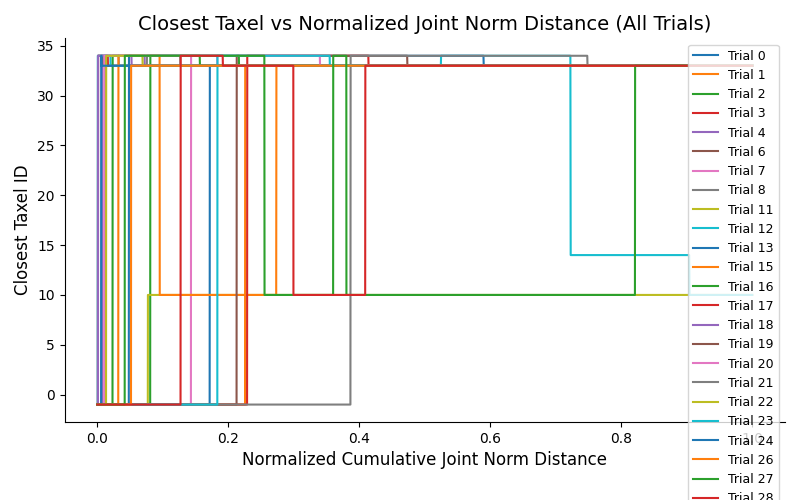 Closest Taxel vs Normalized Joint Norm Distance (All Trials)
Closest Taxel ID
35
30
25
20
15
10
5
0
0.0
0.2
0.4
0.6
0.8
Normalized Cumulative Joint Norm Distance
Trial 0
Trial 1
Trial 2
Trial 3
Trial 4
Trial 6
Trial 7
Trial 8
Trial 11
Trial 12
Trial 13
Trial 15
Trial 16
Trial 17
Trial 18
Trial 19
Trial 20
Trial 21
Trial 22
Trial 23
Trial 24
Trial 26
Trial 27
Trial 28